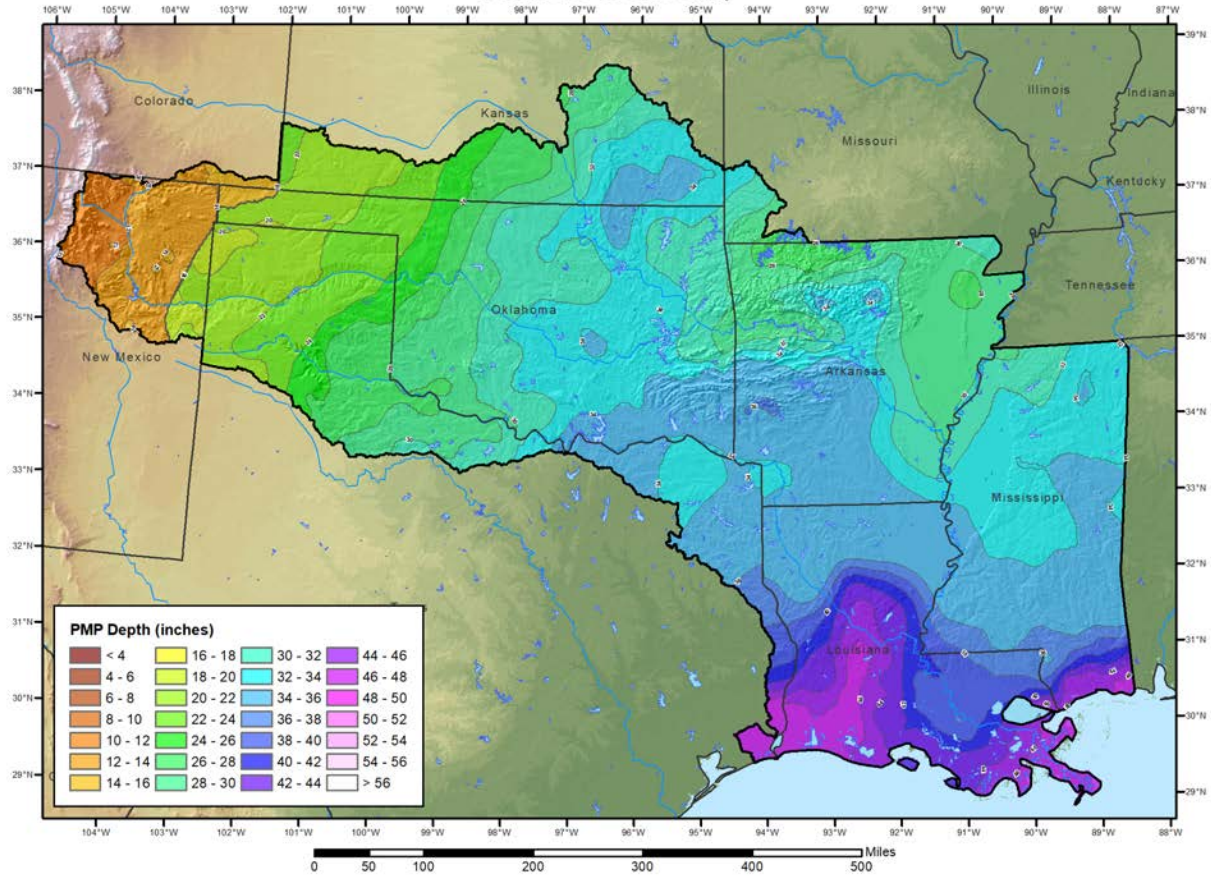 106°W 105°W 104°W 103°W 102°W 101°W 100°W 99°W 98°W 97°W 96°W 95°W 94°W 93°W 92°W 91°W 90°W 89°W 88°W 87°W
39°N
38°N
38°N
37°N
37°N
36°N
36°N
35°N
35°N
34°N
34°N
33°N
33°N
32°N
32°N
31°N
31°N
30°N
30°N
29°N
29°N
Colorado
Kansas
Missouri
Illinois
Indiana
Kentucky
Tennessee
Oklahoma
New Mexico
Arkansas
Mississippi
Louisiana
PMP Depth (inches)
< 4
4 - 6
6 - 8
8 - 10
10 - 12
12 - 14
14 - 16
16 - 18
18 - 20
20 - 22
22 - 24
24 - 26
26 - 28
28 - 30
30 - 32
32 - 34
34 - 36
36 - 38
38 - 40
40 - 42
42 - 44
44 - 46
46 - 48
48 - 50
50 - 52
52 - 54
54 - 56
> 56
104°W 103°W 102°W 101°W 100°W 99°W 98°W 97°W 96°W 95°W 94°W 93°W 92°W 91°W 90°W 89°W 88°W
Miles
0 50 100 200 300 400 500